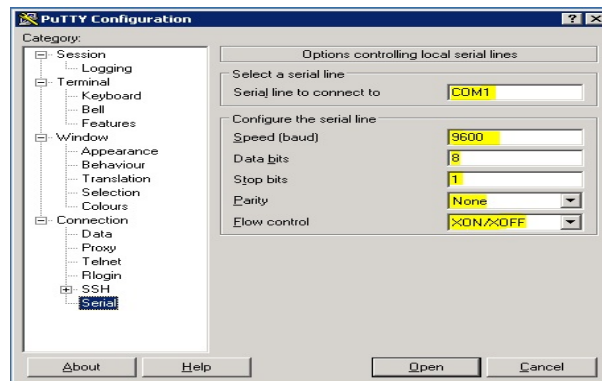 PuTTY Configuration
Category:
Session
Logging
Terminal
Keyboard
Bell
Features
Window
Appearance
Behaviour
Translation
Selection
Colours
Connection
Data
Proxy
Telnet
Rlogin
SSH
Serial
Options controlling local serial lines
Select a serial line
Serial line to connect to COM1
Configure the serial line
Speed (baud) 9600
Data bits 8
Stop bits 1
Parity None
Flow control XON/XOFF
About Help Open Cancel